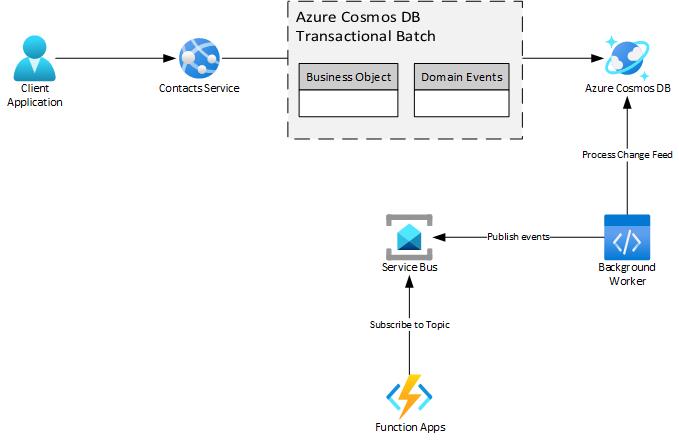 Azure Cosmos DB
Transactional Batch
Business Object
Domain Events
Client
Application
Contacts Service
Azure Cosmos DB
Process Change Feed
Publish events
Service Bus
Background
Worker
Subscribe to Topic
Function Apps